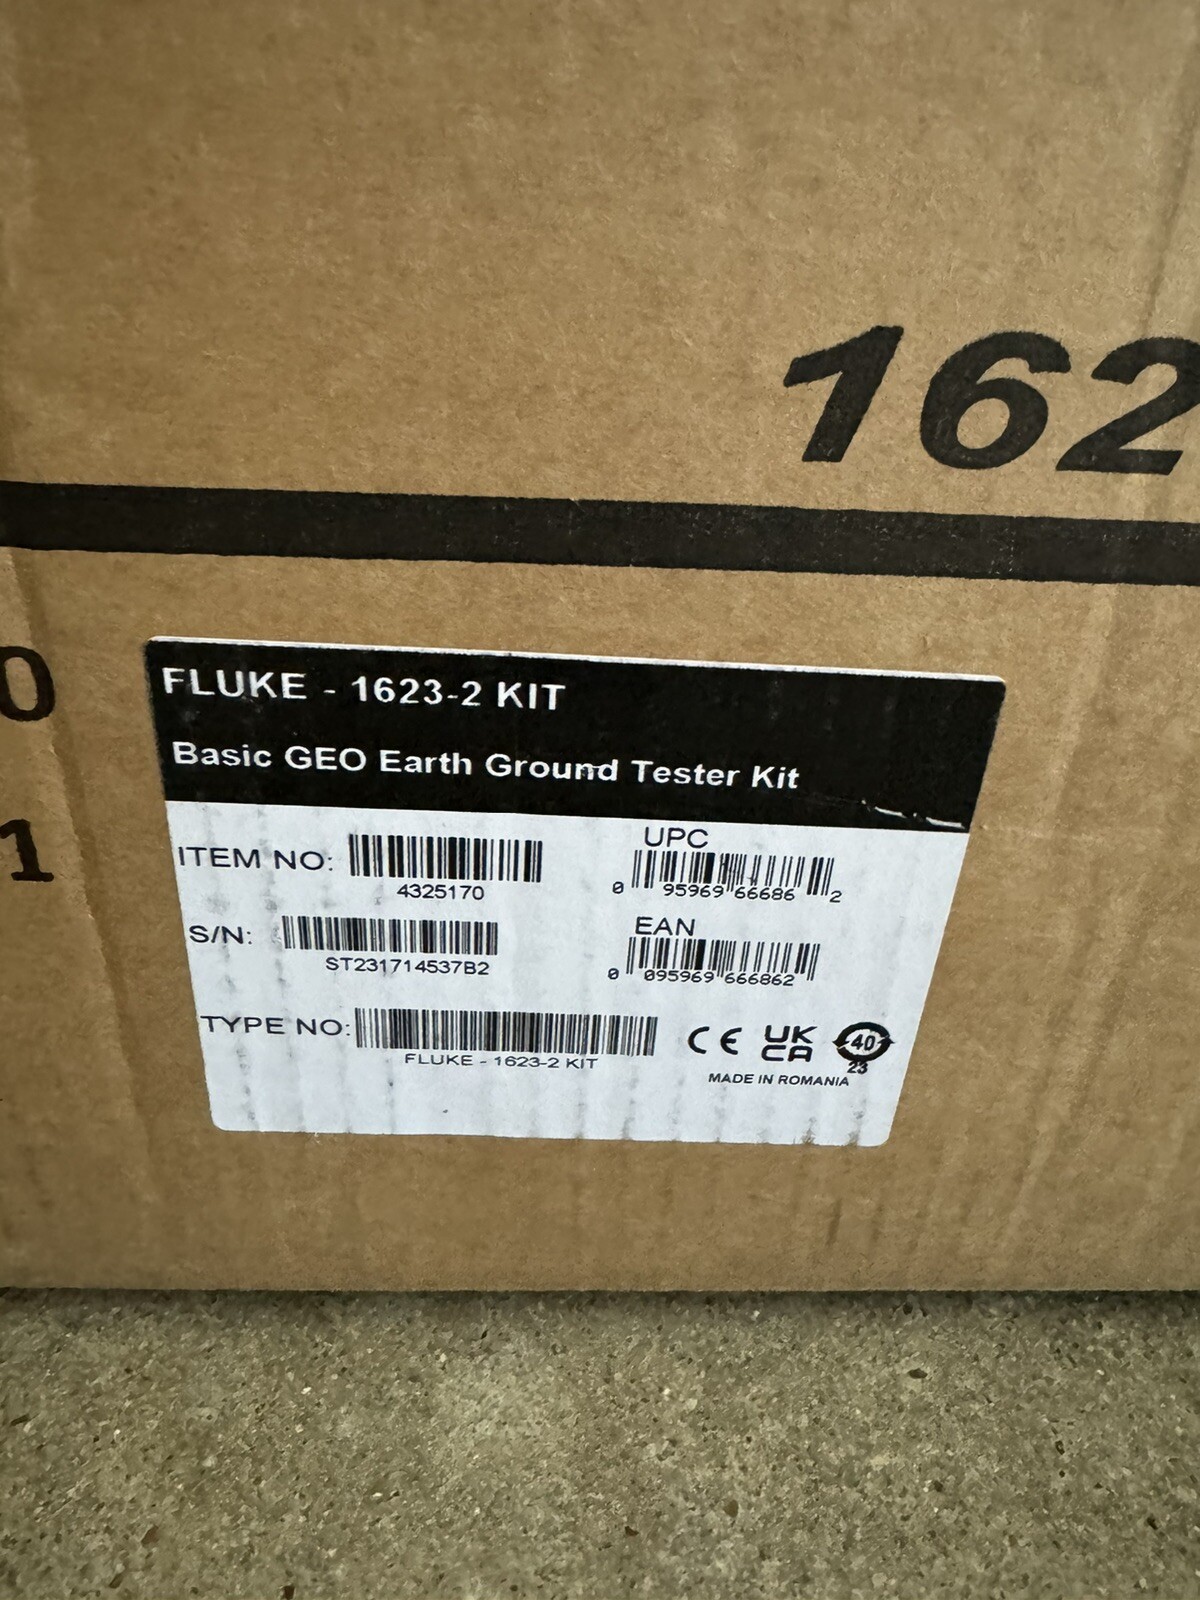 162
0
1
FLUKE - 1623-2 KIT
Basic GEO Earth Ground Tester Kit
ITEM NO:
4325170
UPC
0 95969 66686 2
S/N:
ST231714537B2
EAN
0 095969 666862
TYPE NO:
FLUKE - 1623-2 KIT
CE UK CA 40
23
MADE IN ROMANIA